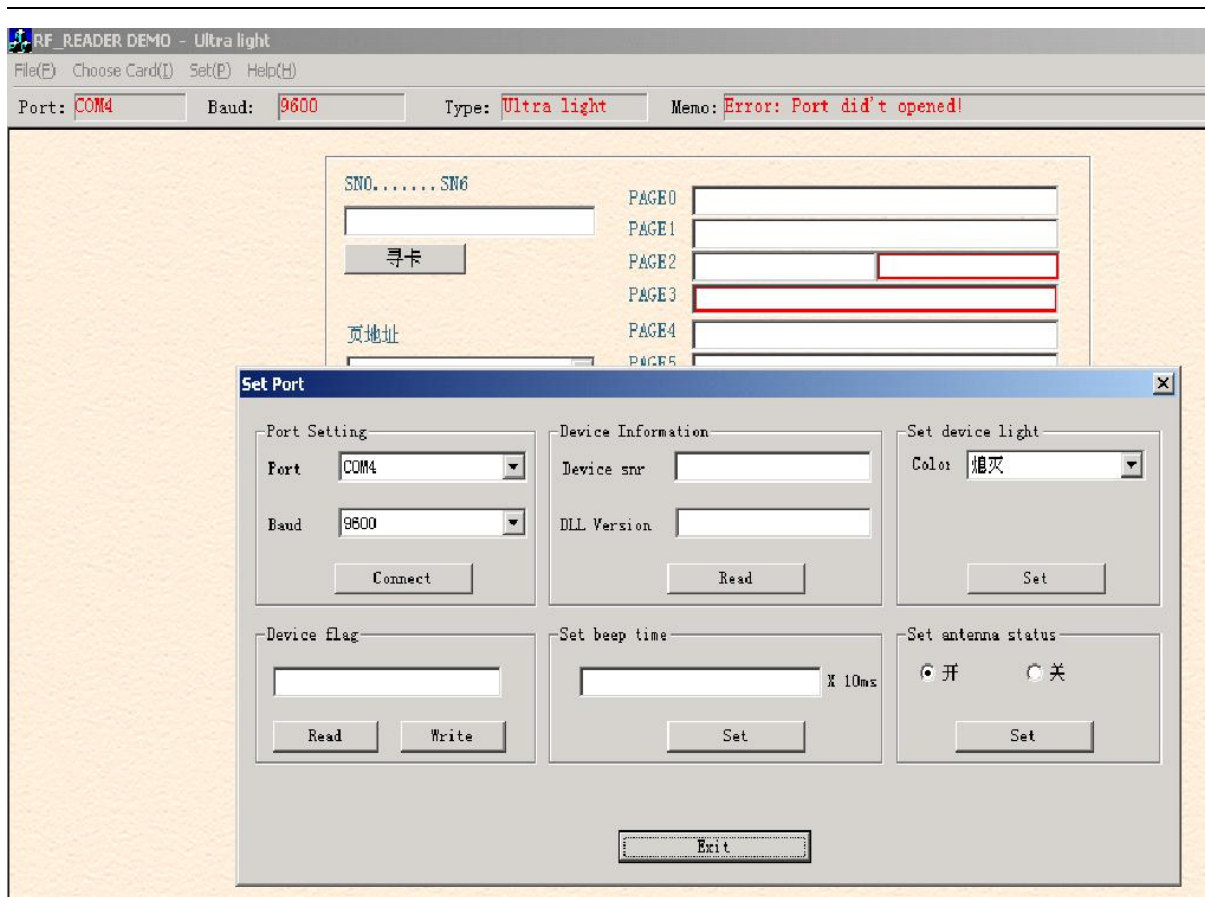 RF_READER DEMO - Ultra light
File(F) Choose Card(I) Set(P) Help(H)
Port: COM4 Baud: 9600 Type: Ultra light Memo: Error: Port did't opened!
SN0.......SN6
PAGE0
PAGE1
寻卡
PAGE2
PAGE3
页地址
PAGE4
PAGE5
Set Port
Port Setting
Port COM4
Baud 9600
Connect
Device Information
Device snr
DLL Version
Read
Set device light
Color 熄灭
Set
Device flag
Read Write
Set beep time
X 10ms
Set
Set antenna status
开 关
Set
Exit